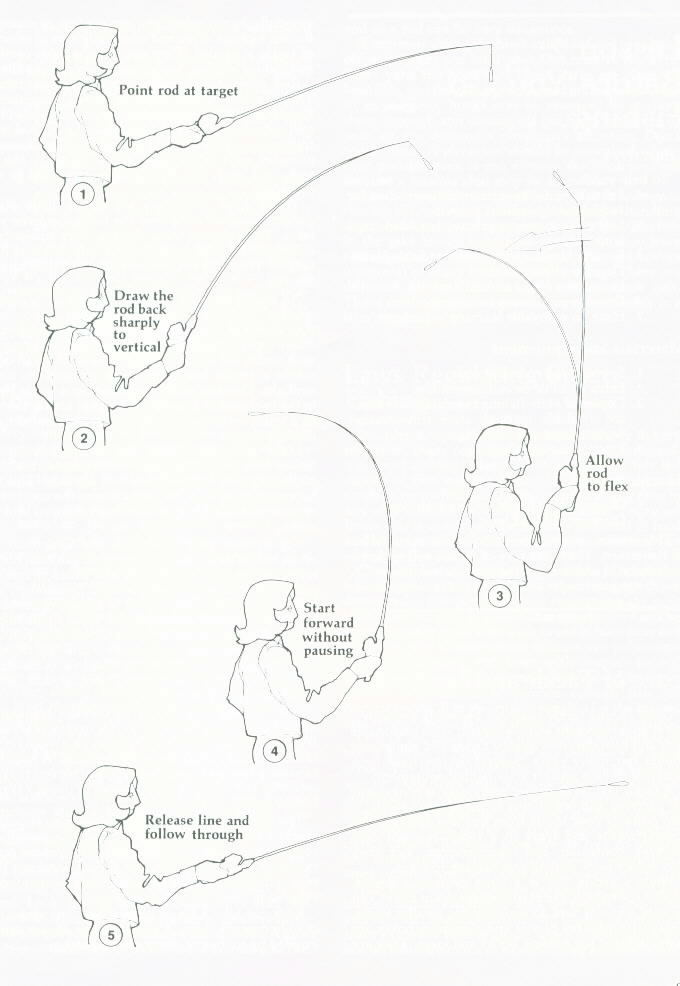 Point rod at target
1
Draw the
rod back
sharply
to
vertical
2
Allow
rod
to flex
3
Start
forward
without
pausing
4
Release line and
follow through
5